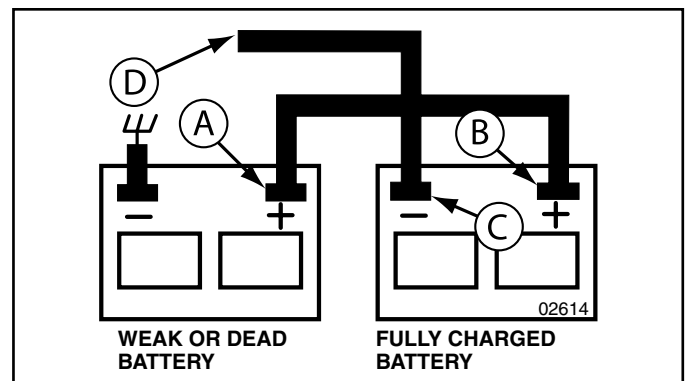 D
A
B
– + – +
C
02614
WEAK OR DEAD
BATTERY
FULLY CHARGED
BATTERY